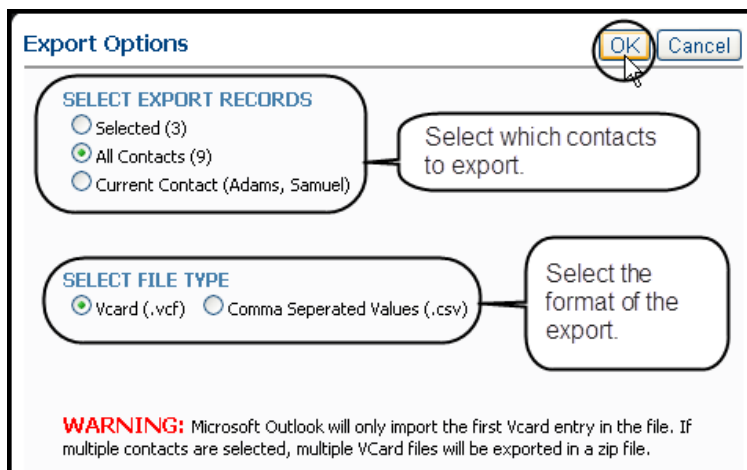 Export Options
OK Cancel
SELECT EXPORT RECORDS
Selected (3)
All Contacts (9)
Current Contact (Adams, Samuel)
Select which contacts
to export.
SELECT FILE TYPE
Vcard (.vcf) Comma Seperated Values (.csv)
Select the
format of the
export.
WARNING: Microsoft Outlook will only import the first Vcard entry in the file. If
multiple contacts are selected, multiple VCard files will be exported in a zip file.